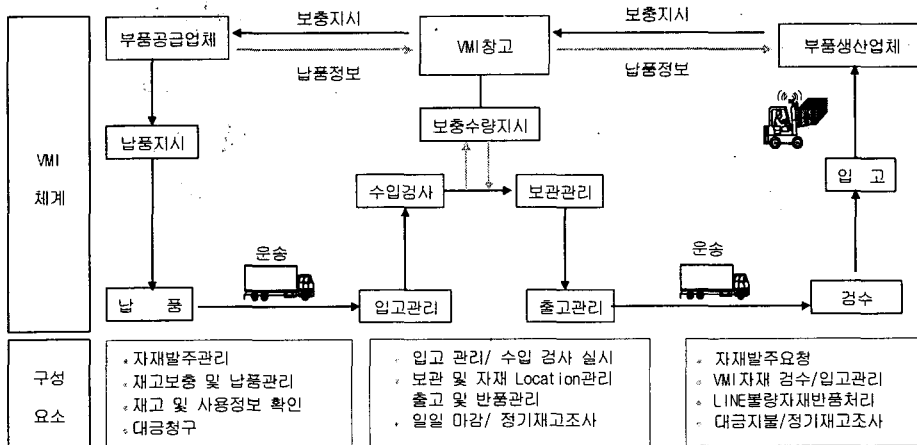 보충지시
보충지시
부품공급업체
VMI창고
부품생산업체
납품정보
납품정보
보충수량지시
납품지시
VMI
체계
수입검사
보관관리
입 고
운송
운송
납 품
입고관리
출고관리
검수
구성
요소
자재발주관리
재고보충 및 납품관리
재고 및 사용정보 확인
대금청구
입고 관리/ 수입 검사 실시
보관 및 자재 Location관리
출고 및 반품관리
일일 마감/ 정기재고조사
자재발주요청
VMI자재 검수/입고관리
LINE불량자재반품처리
대금지불/정기재고조사